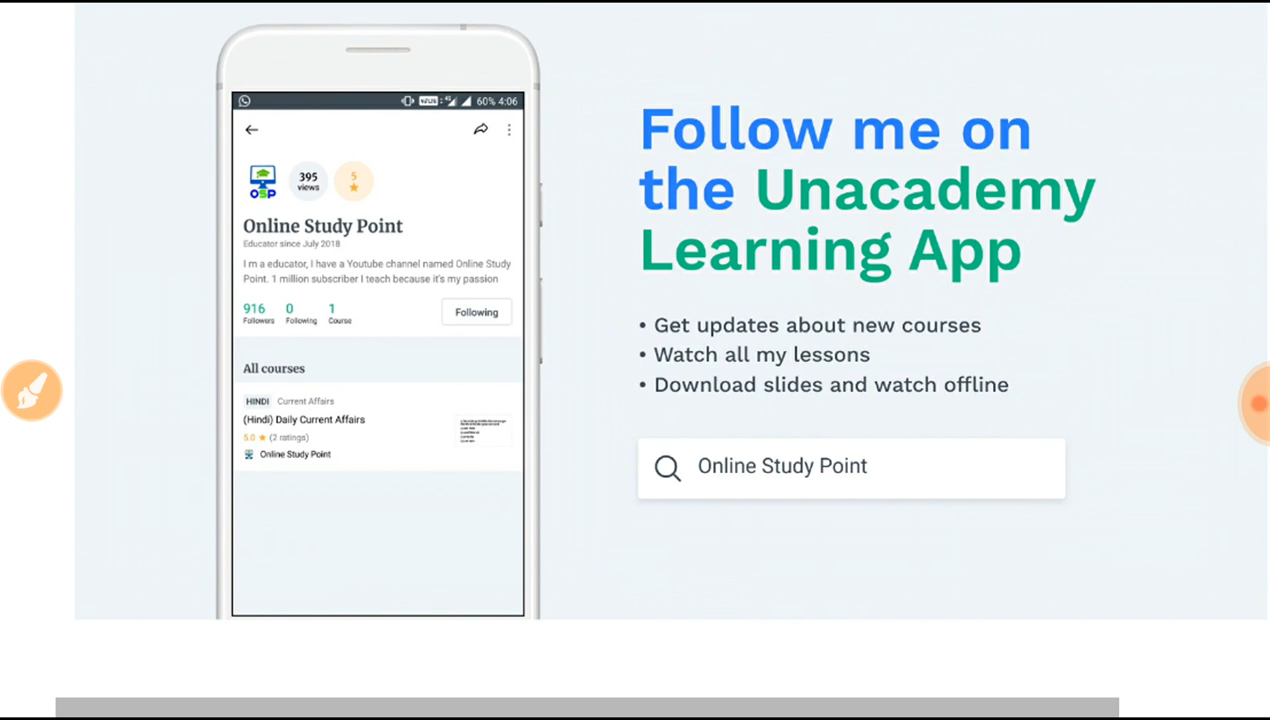 60% 4:06
OSP
395
views
5
Online Study Point
Educator since July 2018
I m a educator, I have a Youtube channel named Online Study
Point. 1 million subscriber I teach because it's my passion
916 0 1
Followers Following Course
Following
All courses
HINDI Current Affairs
(Hindi) Daily Current Affairs
5.0 ★ (2 ratings)
Online Study Point
Follow me on
the Unacademy
Learning App
• Get updates about new courses
• Watch all my lessons
• Download slides and watch offline
Online Study Point